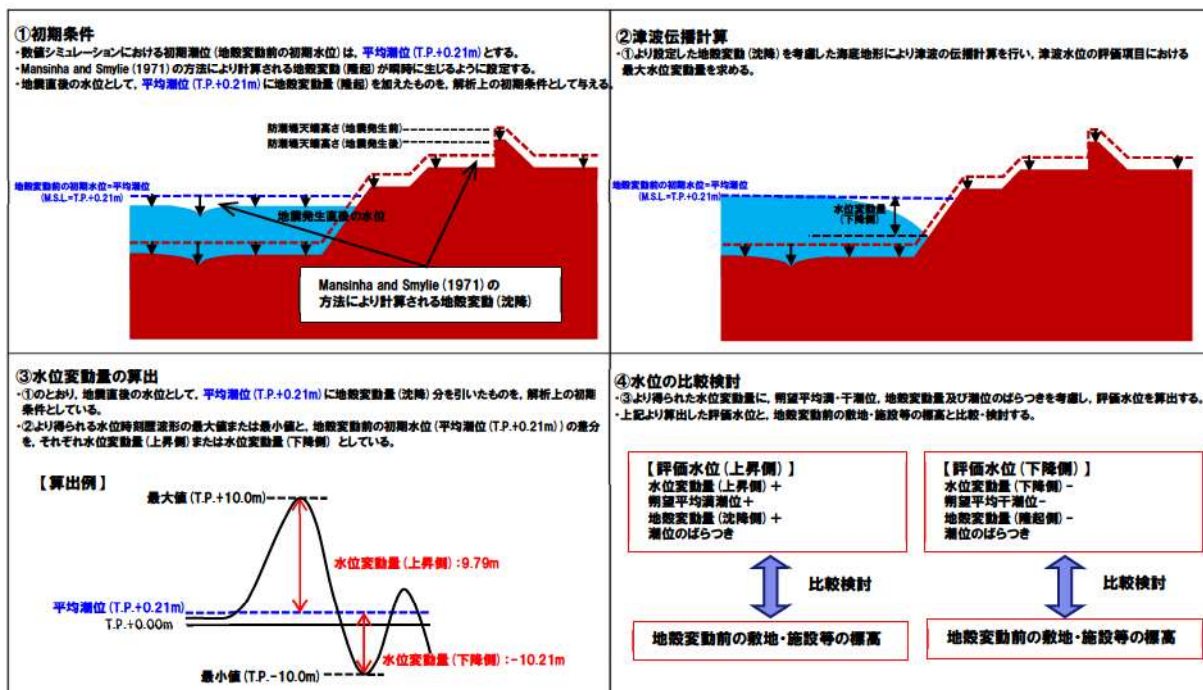 ①初期条件
・数値シミュレーションにおける初期潮位(地殻変動前の初期水位)は，平均潮位(T.P.+0.21m)とする。
・Mansinha and Smylie(1971)の方法により計算される地殻変動(隆起)が瞬時に生じるように設定する。
・地震直後の水位として，平均潮位(T.P.+0.21m)に地殻変動量(隆起)を加えたものを，解析上の初期条件として与える。
防潮堤天端高さ(地震発生前)
防潮堤天端高さ(地震発生後)
地殻変動前の初期水位=平均潮位
(M.S.L.=T.P.+0.21m)
地震発生直後の水位
Mansinha and Smylie(1971)の
方法により計算される地殻変動(沈降)
②津波伝播計算
・①より設定した地殻変動(沈降)を考慮した海底地形により津波の伝播計算を行い，津波水位の評価項目における
最大水位変動量を求める。
地殻変動前の初期水位=平均潮位
(M.S.L.=T.P.+0.21m)
水位変動量
(下降側)
③水位変動量の算出
・①のとおり，地震直後の水位として，平均潮位(T.P.+0.21m)に地殻変動量(沈降)分を引いたものを，解析上の初期
条件としている。
・②より得られる水位時刻歴波形の最大値または最小値と，地殻変動前の初期水位(平均潮位(T.P.+0.21m))の差分
を，それぞれ水位変動量(上昇側)または水位変動量(下降側)としている。
【算出例】
最大値(T.P.+10.0m)
水位変動量(上昇側):9.79m
平均潮位(T.P.+0.21m)
T.P.+0.00m
水位変動量(下降側):-10.21m
最小値(T.P.-10.0m)
④水位の比較検討
・③より得られた水位変動量に，朔望平均満・干潮位，地殻変動量及び潮位のばらつきを考慮し，評価水位を算出する。
・上記より算出した評価水位と，地殻変動前の敷地・施設等の標高と比較・検討する。
【評価水位(上昇側)】
水位変動量(上昇側)+
朔望平均満潮位+
地殻変動量(沈降側)+
潮位のばらつき
比較検討
地殻変動前の敷地・施設等の標高
【評価水位(下降側)】
水位変動量(下降側)-
朔望平均干潮位-
地殻変動量(隆起側)-
潮位のばらつき
比較検討
地殻変動前の敷地・施設等の標高